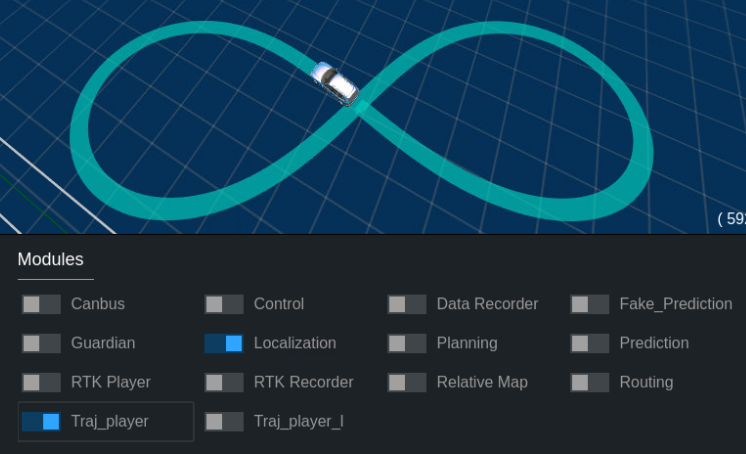 ( 592
Modules
Canbus Control Data Recorder Fake_Prediction
Guardian Localization Planning Prediction
RTK Player RTK Recorder Relative Map Routing
Traj_player Traj_player_l